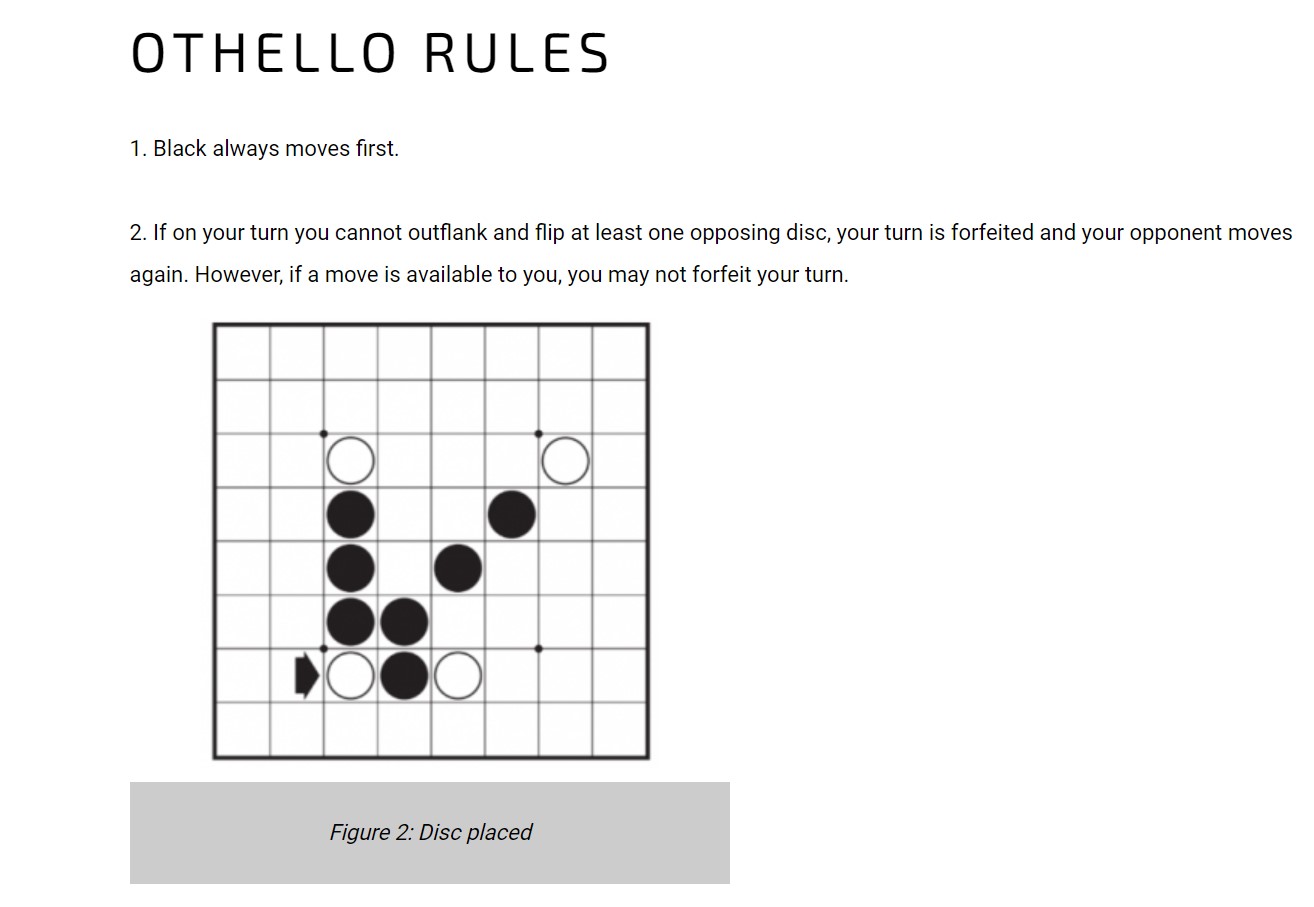 OTHELLO RULES
1. Black always moves first.
2. If on your turn you cannot outflank and flip at least one opposing disc, your turn is forfeited and your opponent moves
again. However, if a move is available to you, you may not forfeit your turn.
Figure 2: Disc placed